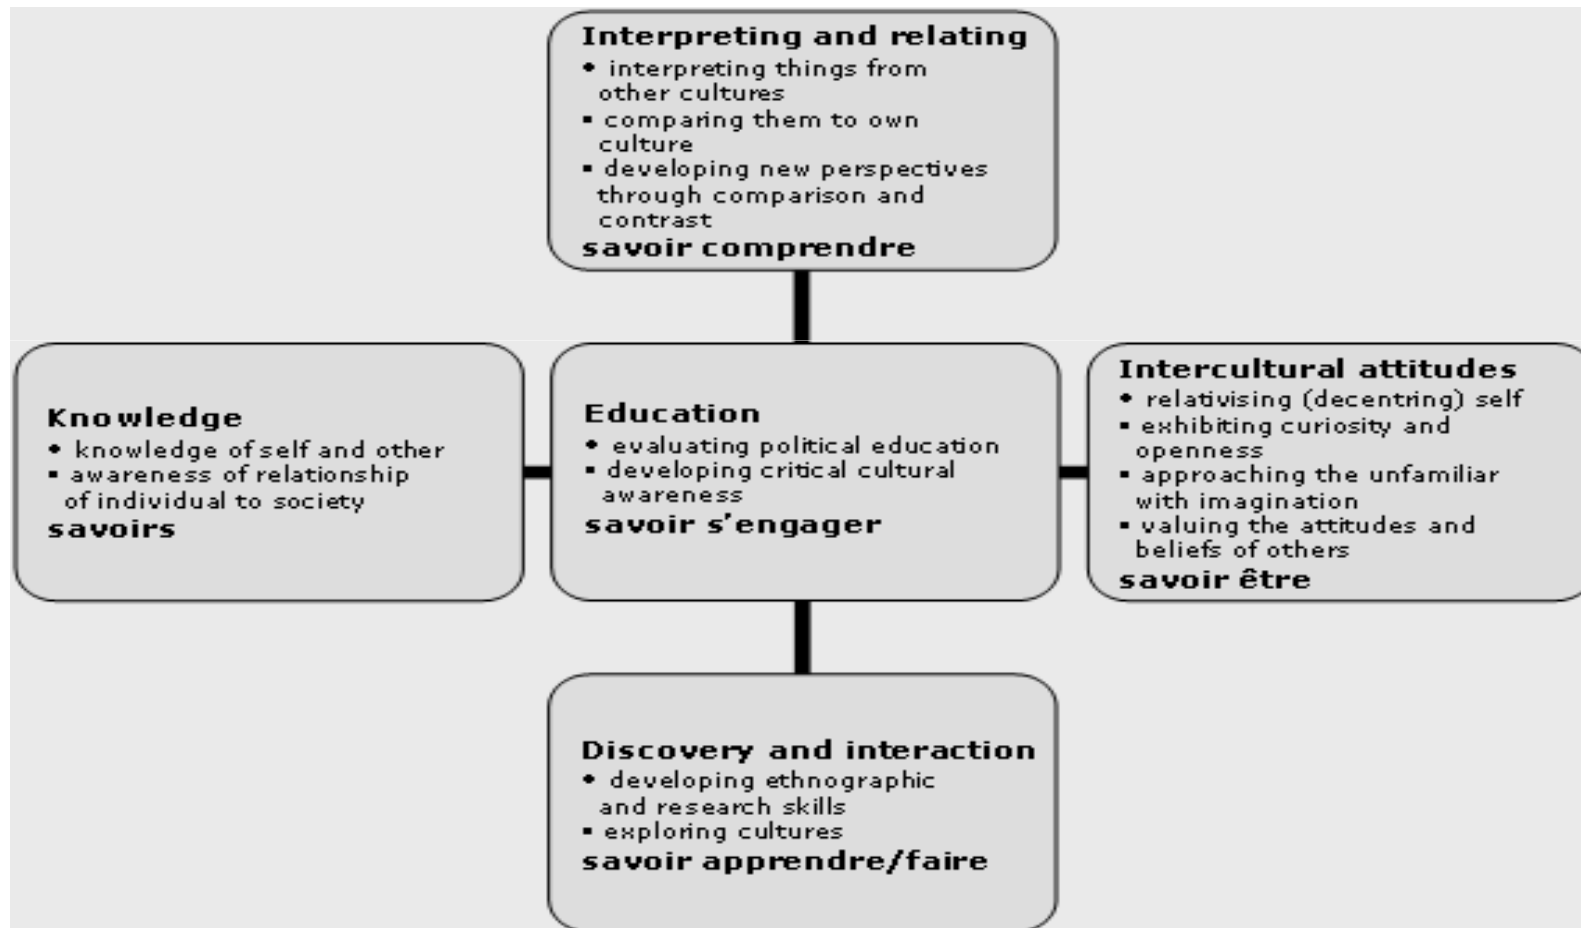 Interpreting and relating
• interpreting things from
other cultures
▪ comparing them to own
culture
▪ developing new perspectives
through comparison and
contrast
savoir comprendre
Knowledge
• knowledge of self and other
▪ awareness of relationship
of individual to society
savoirs
Education
• evaluating political education
▪ developing critical cultural
awareness
savoir s'engager
Intercultural attitudes
• relativising (decentring) self
▪ exhibiting curiosity and
openness
▪ approaching the unfamiliar
with imagination
▪ valuing the attitudes and
beliefs of others
savoir être
Discovery and interaction
• developing ethnographic
and research skills
▪ exploring cultures
savoir apprendre/faire